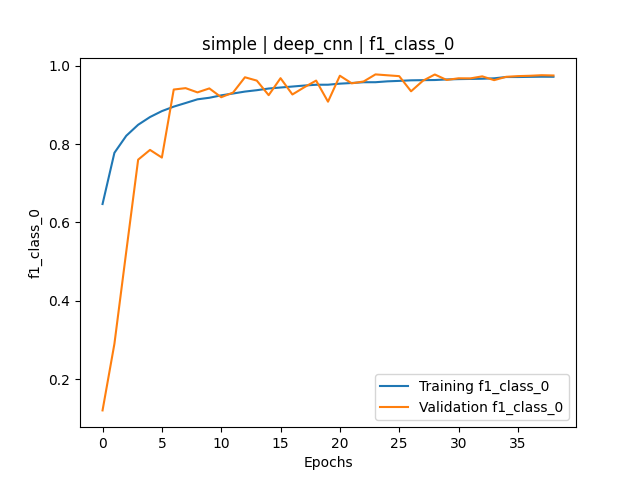 simple | deep_cnn | f1_class_0
1.0
0.8
0.6
0.4
0.2
f1_class_0
0 5 10 15 20 25 30 35
Epochs
Training f1_class_0
Validation f1_class_0